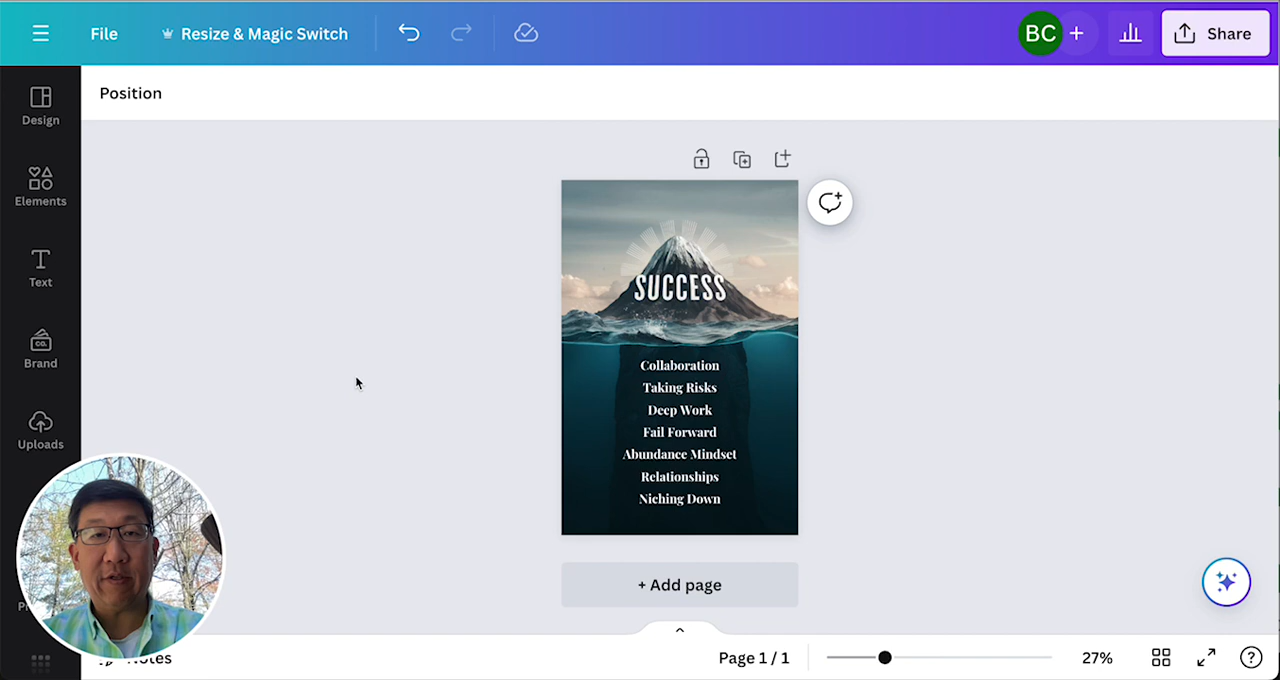 File
Resize & Magic Switch
BC
+
Share
Position
Design
Elements
Text
CO.
Brand
Uploads
SUCCESS
Collaboration
Taking Risks
Deep Work
Fail Forward
Abundance Mindset
Relationships
Niching Down
+ Add page
Page 1 / 1
27%
?